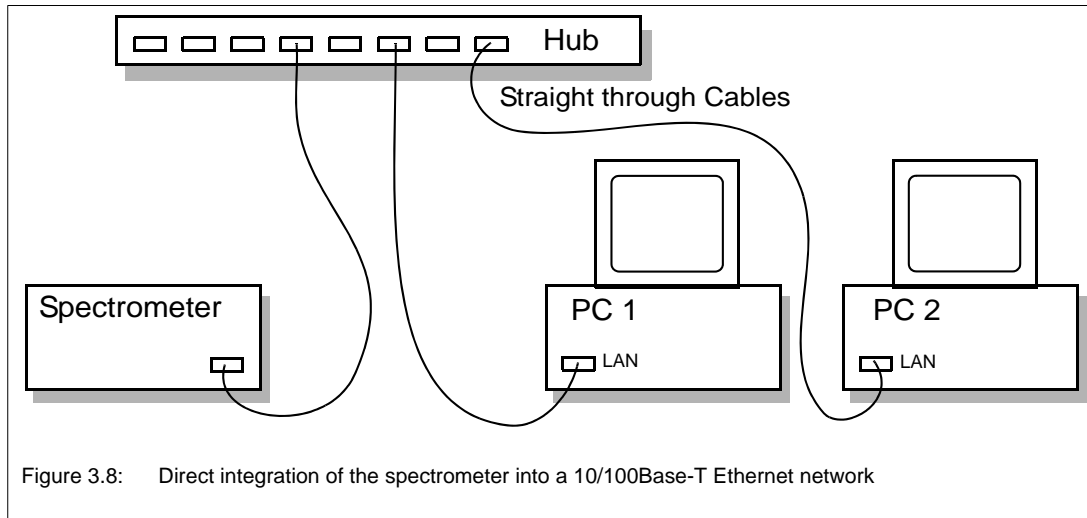 Hub
Straight through Cables
Spectrometer
PC 1
LAN
PC 2
LAN
Figure 3.8: Direct integration of the spectrometer into a 10/100Base-T Ethernet network